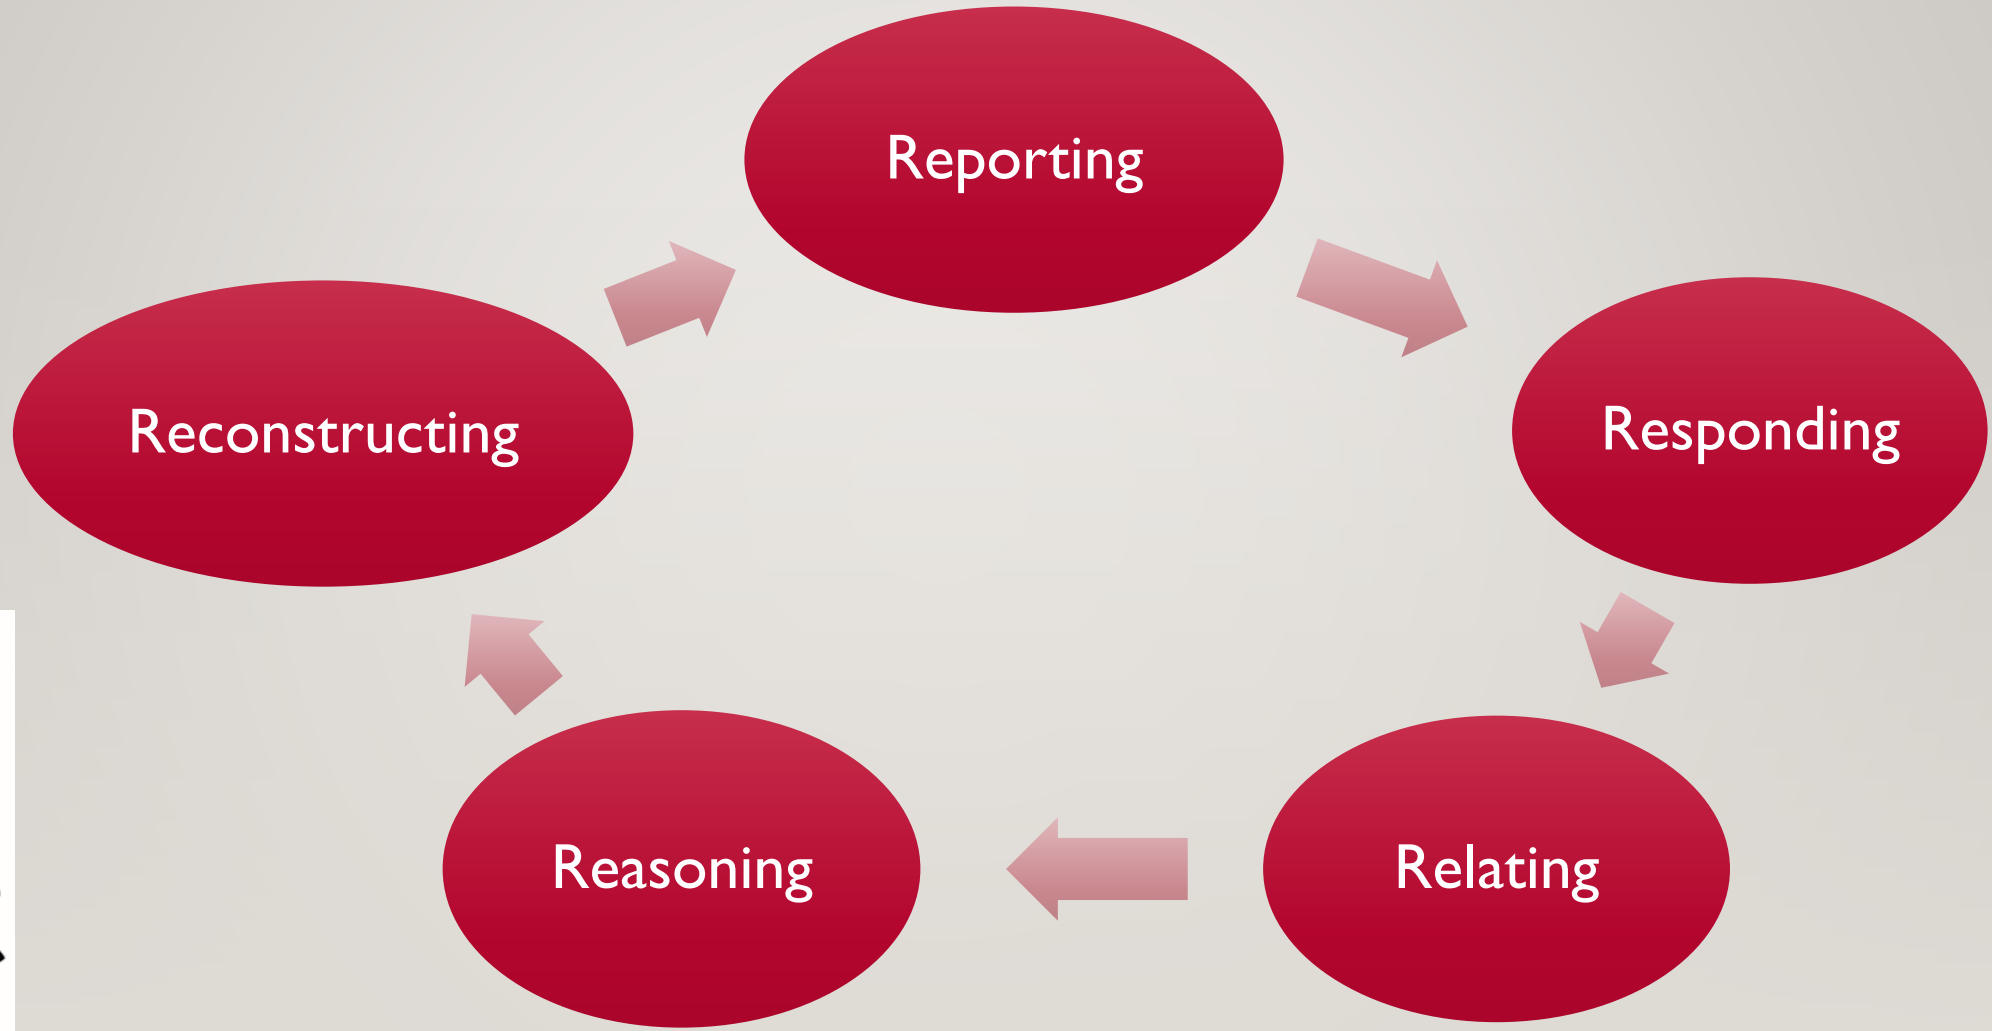 Reporting
Responding
Relating
Reasoning
Reconstructing